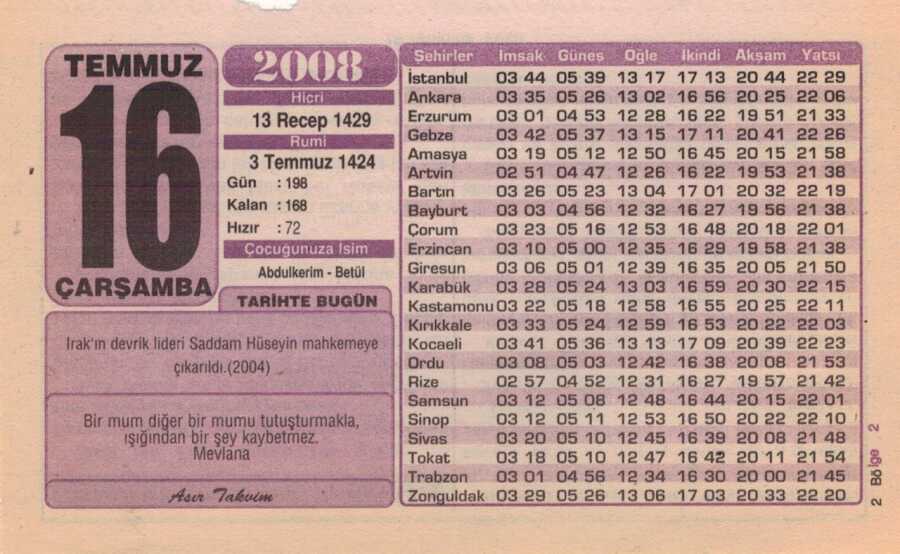 TEMMUZ
16
ÇARŞAMBA
2008
Hicri
13 Recep 1429
Rumi
3 Temmuz 1424
Gün : 198
Kalan : 168
Hızır : 72
Çocuğunuza İsim
Abdulkerim - Betül
TARİHTE BUGÜN
Irak'ın devrik lideri Saddam Hüseyin mahkemeye
çıkarıldı.(2004)
Bir mum diğer bir mumu tutuşturmakla,
ışığından bir şey kaybetmez.
Mevlana
Asır Takvim
Şehirler İmsak Güneş Öğle İkindi Akşam Yatsı
İstanbul 03 44 05 39 13 17 17 13 20 44 22 29
Ankara 03 35 05 26 13 02 16 56 20 25 22 06
Erzurum 03 01 04 53 12 28 16 22 19 51 21 33
Gebze 03 42 05 37 13 15 17 11 20 41 22 26
Amasya 03 19 05 12 12 50 16 45 20 15 21 58
Artvin 02 51 04 47 12 26 16 22 19 53 21 38
Bartın 03 26 05 23 13 04 17 01 20 32 22 19
Bayburt 03 03 04 56 12 32 16 27 19 56 21 38
Çorum 03 23 05 16 12 53 16 48 20 18 22 01
Erzincan 03 10 05 00 12 35 16 29 19 58 21 38
Giresun 03 06 05 01 12 39 16 35 20 05 21 50
Karabük 03 28 05 24 13 03 16 59 20 30 22 15
Kastamonu 03 22 05 18 12 58 16 55 20 25 22 11
Kırıkkale 03 33 05 24 12 59 16 53 20 22 22 03
Kocaeli 03 41 05 36 13 13 17 09 20 39 22 23
Ordu 03 08 05 03 12 42 16 38 20 08 21 53
Rize 02 57 04 52 12 31 16 27 19 57 21 42
Samsun 03 12 05 08 12 48 16 44 20 15 22 01
Sinop 03 12 05 11 12 53 16 50 20 22 22 10
Sivas 03 20 05 10 12 45 16 39 20 08 21 48
Tokat 03 18 05 10 12 47 16 42 20 11 21 54
Trabzon 03 01 04 56 12 34 16 30 20 00 21 45
Zonguldak 03 29 05 26 13 06 17 03 20 33 22 20
2 Bölge 2